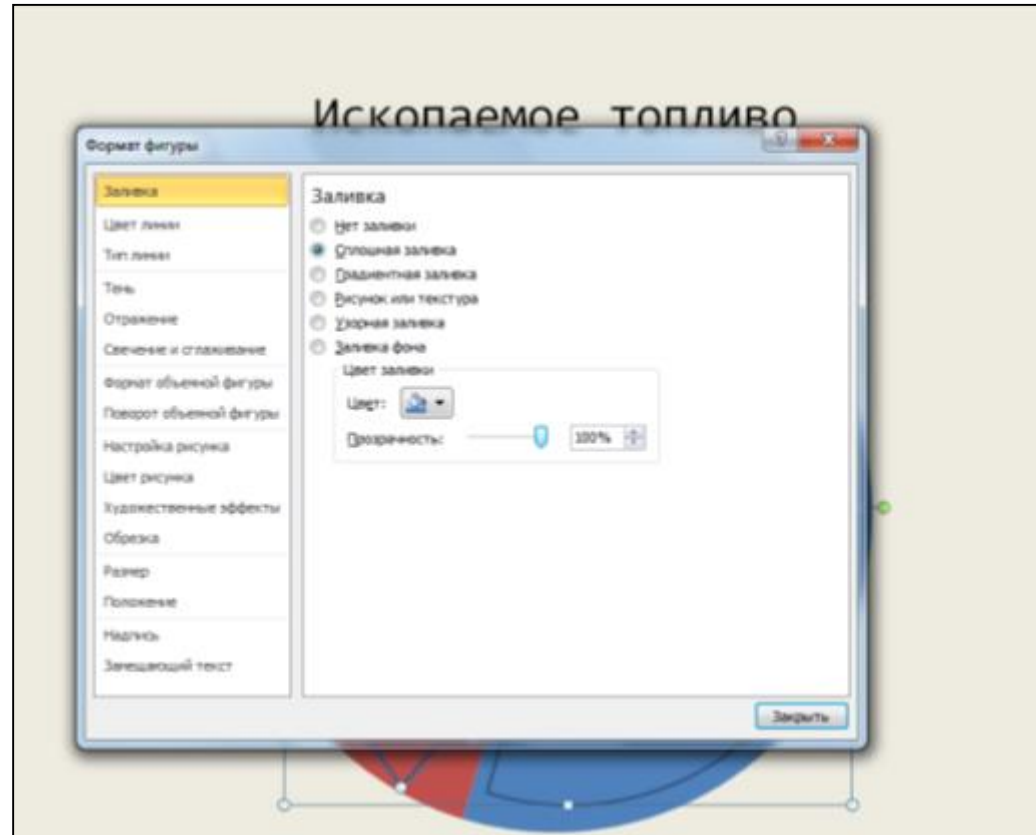 Ископаемое топливо
Формат фигуры
Заливка
Цвет линии
Тип линии
Тень
Отражение
Свечение и сглаживание
Формат объемной фигуры
Поворот объемной фигуры
Настройка рисунка
Цвет рисунка
Художественные эффекты
Обрезка
Размер
Положение
Надпись
Замещающий текст
Заливка
Нет заливки
Сплошная заливка
Градиентная заливка
Рисунок или текстура
Узорная заливка
Заливка фона
Цвет заливки
Цвет:
Прозрачность: 100%
Закрыть